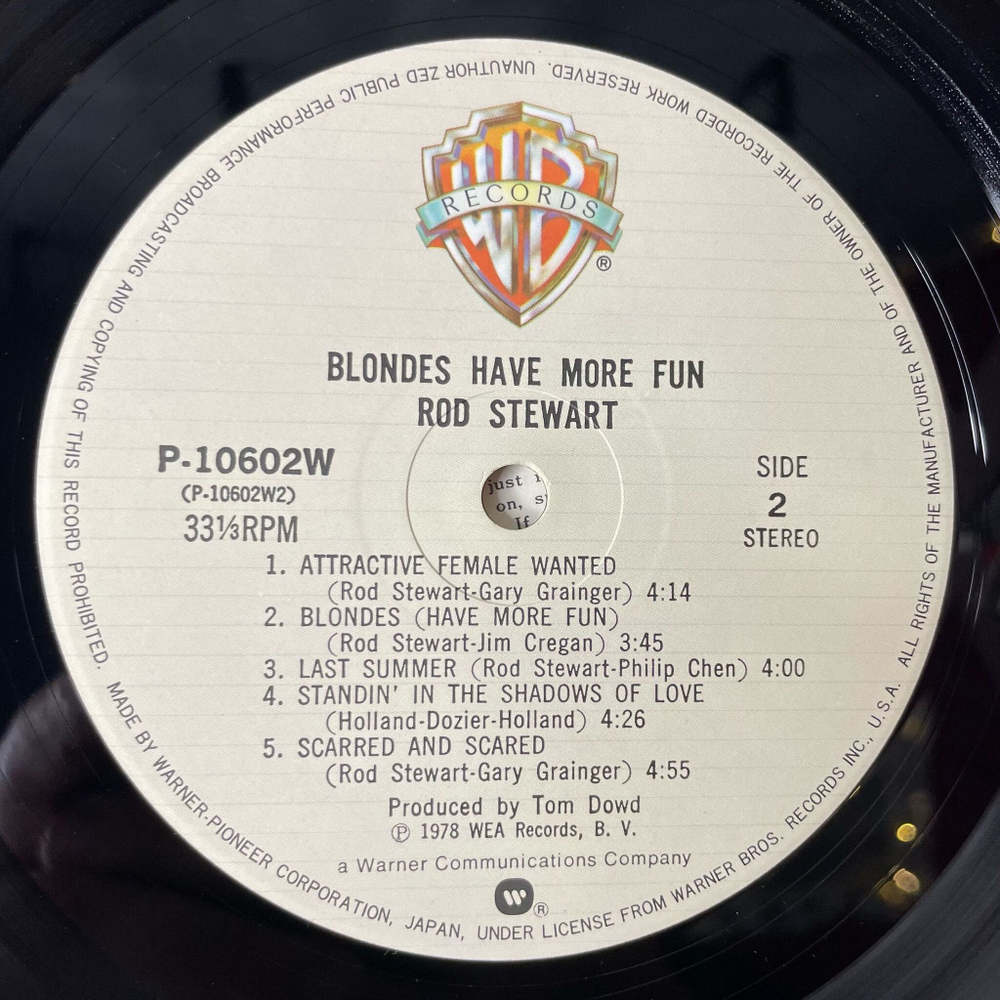 WB
RECORDS
®
BLONDES HAVE MORE FUN
ROD STEWART
P-10602W
(P-10602W2)
33⅓RPM
SIDE
2
STEREO
just i
on, s
If
1. ATTRACTIVE FEMALE WANTED
(Rod Stewart-Gary Grainger) 4:14
2. BLONDES (HAVE MORE FUN)
(Rod Stewart-Jim Cregan) 3:45
3. LAST SUMMER (Rod Stewart-Philip Chen) 4:00
4. STANDIN' IN THE SHADOWS OF LOVE
(Holland-Dozier-Holland) 4:26
5. SCARRED AND SCARED
(Rod Stewart-Gary Grainger) 4:55
Produced by Tom Dowd
Ⓟ 1978 WEA Records, B. V.
a Warner Communications Company
W®
MADE BY WARNER-PIONEER CORPORATION, JAPAN, UNDER LICENSE FROM WARNER BROS. RECORDS INC., U.S.A. ALL RIGHTS OF THE MANUFACTURER AND OF THE OWNER OF THE RECORDED WORK RESERVED. UNAUTHOR ZED PUBLIC PERFORMANCE BROADCASTING AND COPYING OF THIS RECORD PROHIBITED.